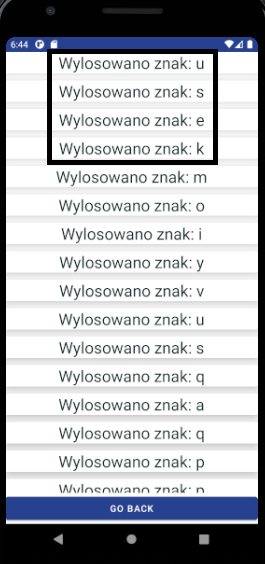 6:44
Wylosowano znak: u
Wylosowano znak: s
Wylosowano znak: e
Wylosowano znak: k
Wylosowano znak: m
Wylosowano znak: o
Wylosowano znak: i
Wylosowano znak: y
Wylosowano znak: v
Wylosowano znak: u
Wylosowano znak: s
Wylosowano znak: q
Wylosowano znak: a
Wylosowano znak: q
Wylosowano znak: p
Wylosowano znak: p
GO BACK